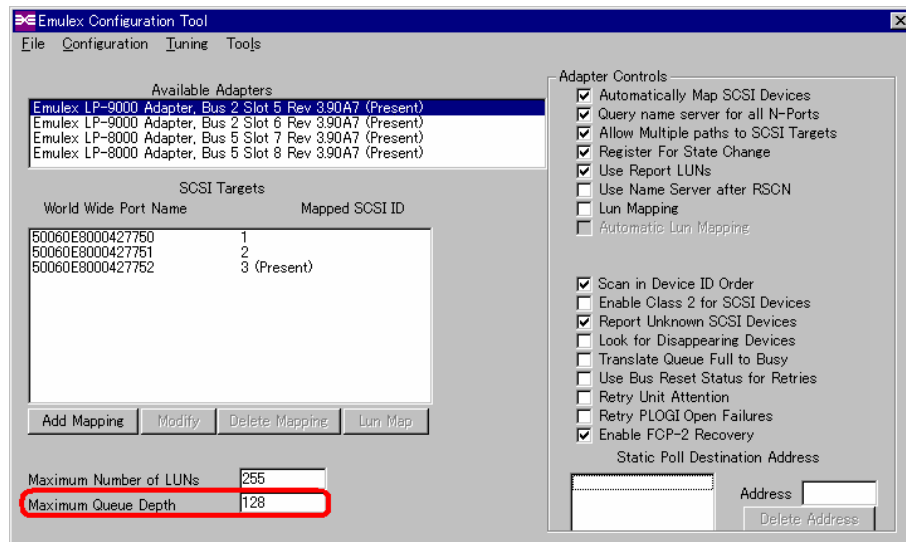 Emulex Configuration Tool
File Configuration Tuning Tools
Available Adapters
Emulex LP-9000 Adapter, Bus 2 Slot 5 Rev 3.90A7 (Present)
Emulex LP-9000 Adapter, Bus 2 Slot 6 Rev 3.90A7 (Present)
Emulex LP-8000 Adapter, Bus 5 Slot 7 Rev 3.90A7 (Present)
Emulex LP-8000 Adapter, Bus 5 Slot 8 Rev 3.90A7 (Present)
SCSI Targets
World Wide Port Name Mapped SCSI ID
50060E8000427750 1
50060E8000427751 2
50060E8000427752 3 (Present)
Add Mapping Modify Delete Mapping Lun Map
Maximum Number of LUNs 255
Maximum Queue Depth 128
Adapter Controls
Automatically Map SCSI Devices
Query name server for all N-Ports
Allow Multiple paths to SCSI Targets
Register For State Change
Use Report LUNs
Use Name Server after RSCN
Lun Mapping
Automatic Lun Mapping
Scan in Device ID Order
Enable Class 2 for SCSI Devices
Report Unknown SCSI Devices
Look for Disappearing Devices
Translate Queue Full to Busy
Use Bus Reset Status for Retries
Retry Unit Attention
Retry PLOGI Open Failures
Enable FCP-2 Recovery
Static Poll Destination Address
Address
Delete Address